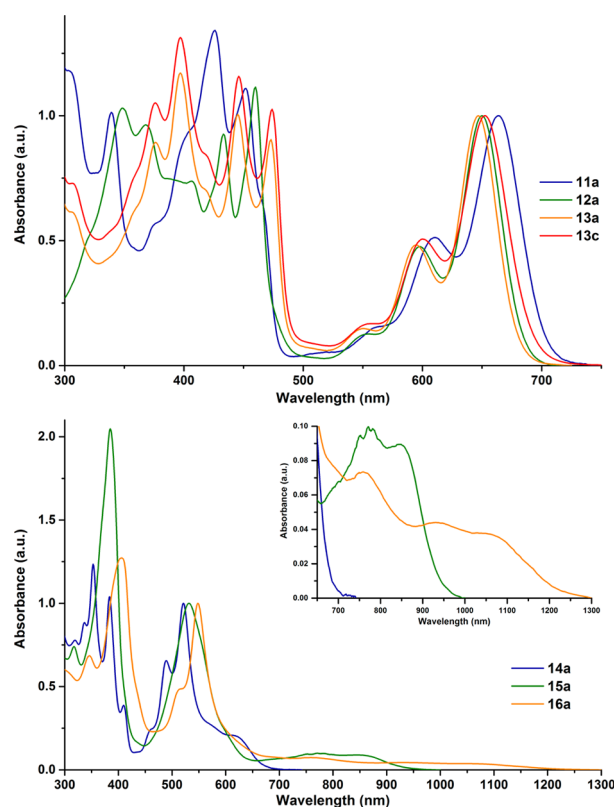 Absorbance (a.u.)
1.0
0.5
0.0
300
400
500
600
700
Wavelength (nm)
11a
12a
13a
13c
Absorbance (a.u.)
2.0
1.5
1.0
0.5
0.0
300
400
500
600
700
800
900
1000
1100
1200
1300
Wavelength (nm)
Absorbance (a.u.)
0.10
0.08
0.06
0.04
0.02
0.00
700
800
900
1000
1100
1200
1300
Wavelength (nm)
14a
15a
16a